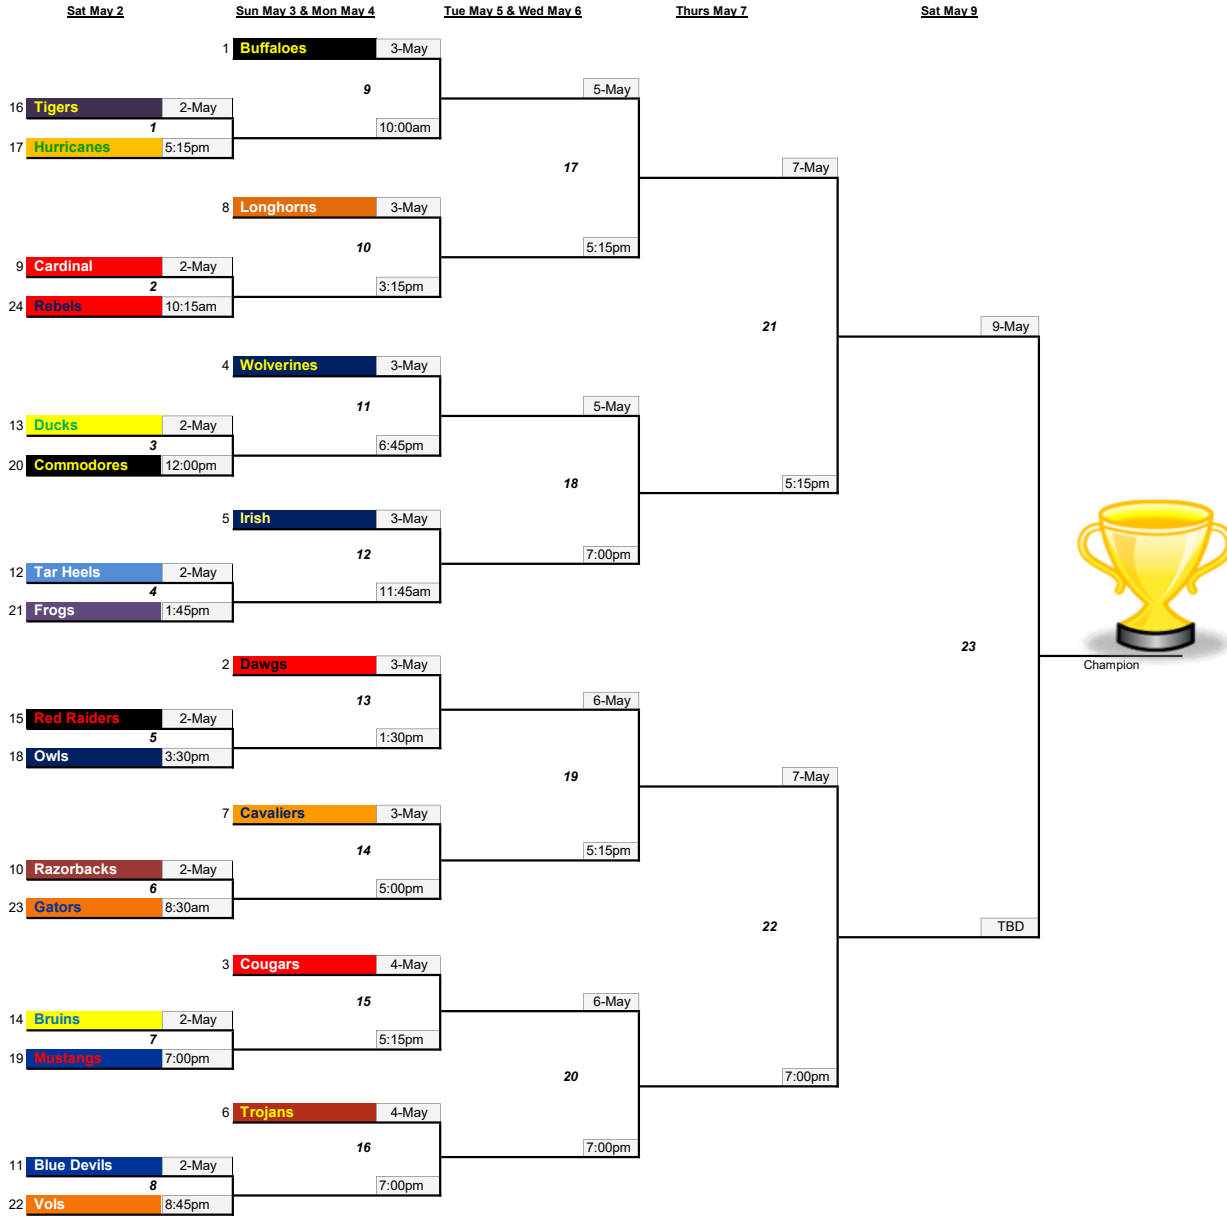 Sat May 2 Sun May 3 & Mon May 4 Tue May 5 & Wed May 6 Thurs May 7 Sat May 9
1 Buffaloes 3-May
9 5-May
16 Tigers 2-May
1 10:00am
17 Hurricanes 5:15pm
17 7-May
8 Longhorns 3-May
10 5:15pm
9 Cardinal 2-May
2 3:15pm
24 Rebels 10:15am
21 9-May
4 Wolverines 3-May
11 5-May
13 Ducks 2-May
3 6:45pm
20 Commodores 12:00pm
18 5:15pm
5 Irish 3-May
12 7:00pm
12 Tar Heels 2-May
4 11:45am
21 Frogs 1:45pm
23
2 Dawgs 3-May Champion
13 6-May
15 Red Raiders 2-May
5 1:30pm
18 Owls 3:30pm
19 7-May
7 Cavaliers 3-May
14 5:15pm
10 Razorbacks 2-May
6 5:00pm
23 Gators 8:30am
22 TBD
3 Cougars 4-May
15 6-May
14 Bruins 2-May
7 5:15pm
19 Mustangs 7:00pm
20 7:00pm
6 Trojans 4-May
16 7:00pm
11 Blue Devils 2-May
8 7:00pm
22 Vols 8:45pm